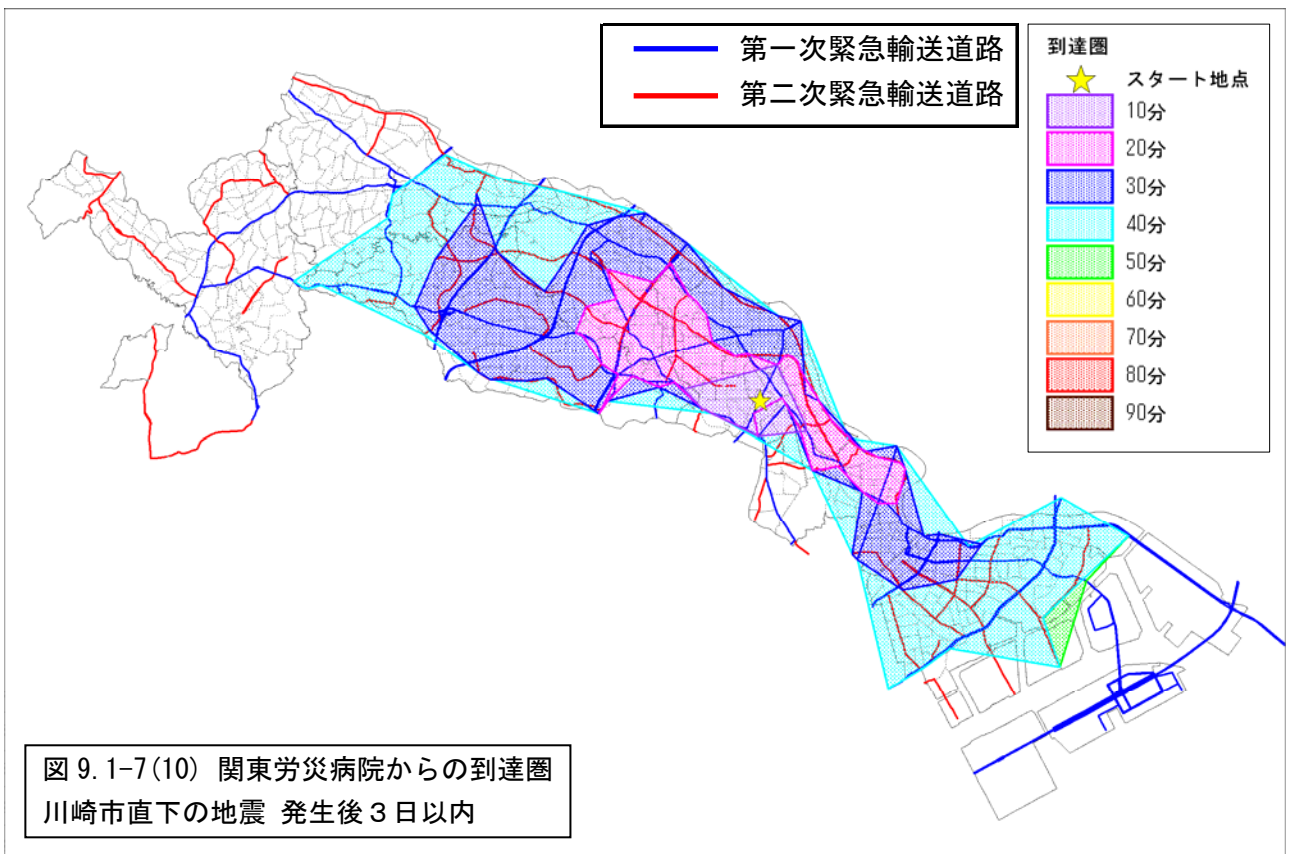 第一次緊急輸送道路
第二次緊急輸送道路
到達圏
スタート地点
10分
20分
30分
40分
50分
60分
70分
80分
90分
図 9.1-7(10) 関東労災病院からの到達圏
川崎市直下の地震 発生後３日以内